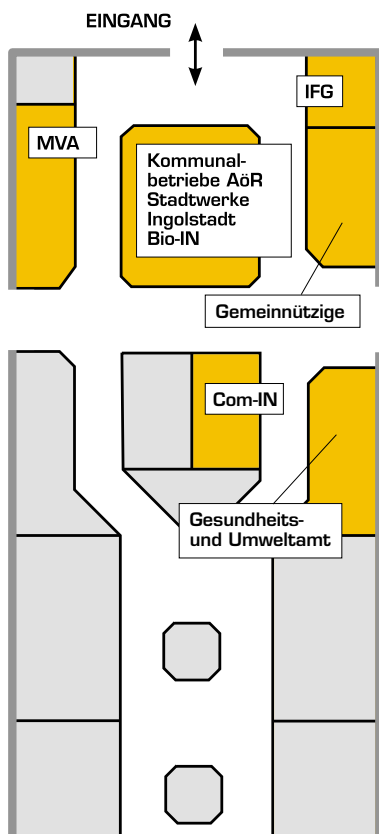 EINGANG
IFG
MVA
Kommunal-
betriebe AöR
Stadtwerke
Ingolstadt
Bio-IN
Gemeinnützige
Com-IN
Gesundheits-
und Umweltamt